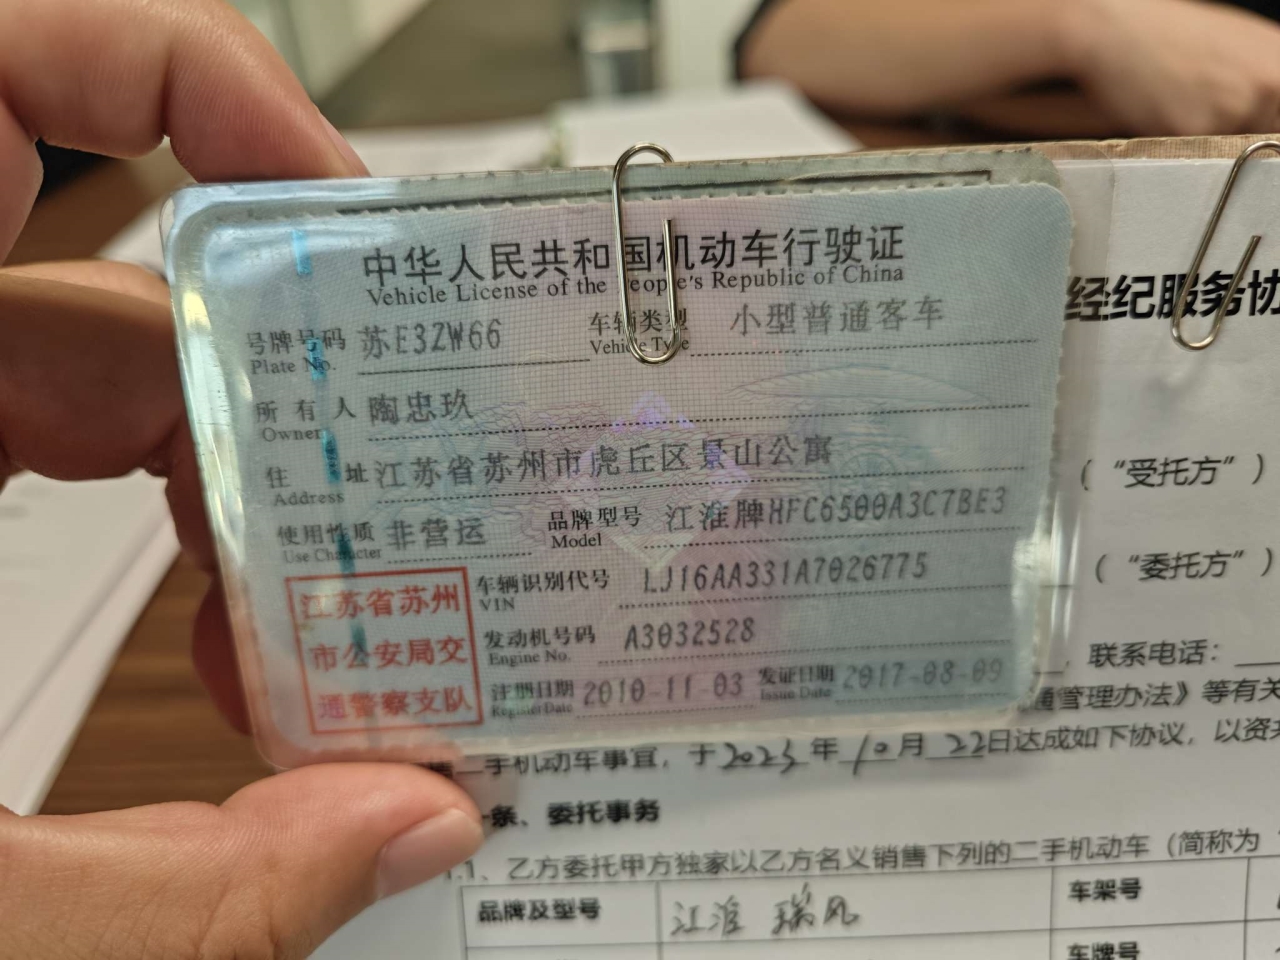 中华人民共和国机动车行驶证
Vehicle License of the People's Republic of China
号牌号码 苏E3ZW66 车辆类型 小型普通客车
Plate No. Vehicle Type
所有人 陶忠玖
Owner
住址 江苏省苏州市虎丘区景山公寓
Address
使用性质 非营运 品牌型号 江淮牌HFC6500A3C7BE3
Use Character Model
江苏省苏州
市公安局交
通警察支队
车辆识别代号 LJ16AA331A7026775
VIN
发动机号码 A3032528
Engine No.
注册日期 2010-11-03 发证日期 2017-08-09
Register Date Issue Date
经纪服务协
(“受托方”)
(“委托方”)
联系电话:
通管理办法》等有关
二手机动车事宜,于2023年10月22日达成如下协议,以资
条、委托事务
1.1、乙方委托甲方独家以乙方名义销售下列的二手机动车(简称为
品牌及型号 江淮 瑞风 车架号
车牌号